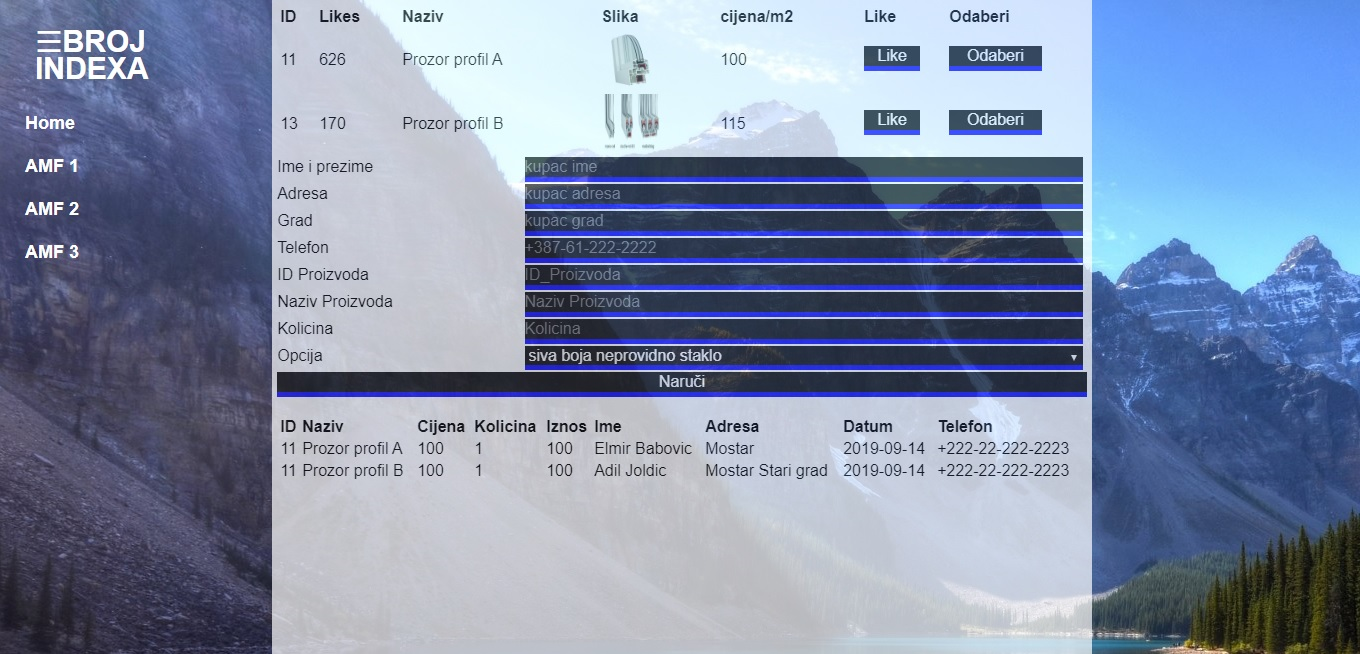 ☰BROJ
INDEXA
Home
AMF 1
AMF 2
AMF 3
ID Likes Naziv Slika cijena/m2 Like Odaberi
11 626 Prozor profil A 100 Like Odaberi
13 170 Prozor profil B 115 Like Odaberi
Ime i prezime kupac ime
Adresa kupac adresa
Grad kupac grad
Telefon +387-61-222-2222
ID Proizvoda ID_Proizvoda
Naziv Proizvoda Naziv Proizvoda
Kolicina Kolicina
Opcija siva boja neprovidno staklo
Naruči
ID Naziv Cijena Kolicina Iznos Ime Adresa Datum Telefon
11 Prozor profil A 100 1 100 Elmir Babovic Mostar 2019-09-14 +222-22-222-2223
11 Prozor profil B 100 1 100 Adil Joldic Mostar Stari grad 2019-09-14 +222-22-222-2223